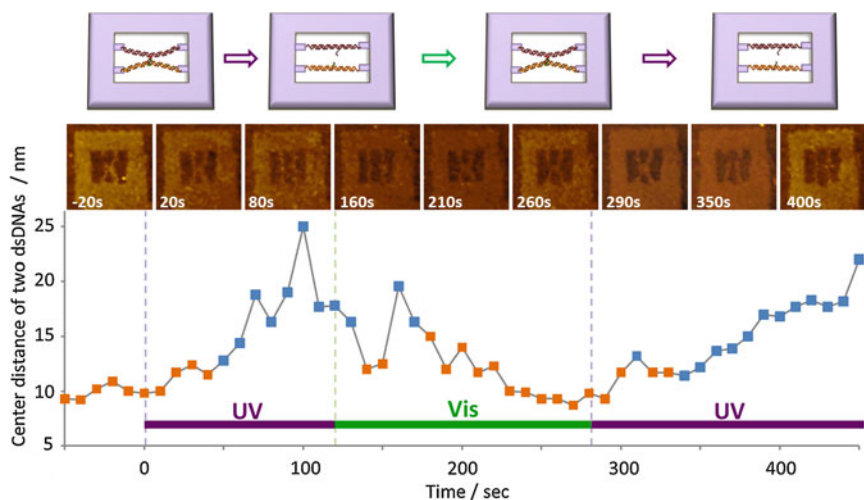 -20s 20s 80s 160s 210s 260s 290s 350s 400s
Center distance of two dsDNAs / nm
25
20
15
10
5
UV Vis UV
0 100 200 300 400
Time / sec